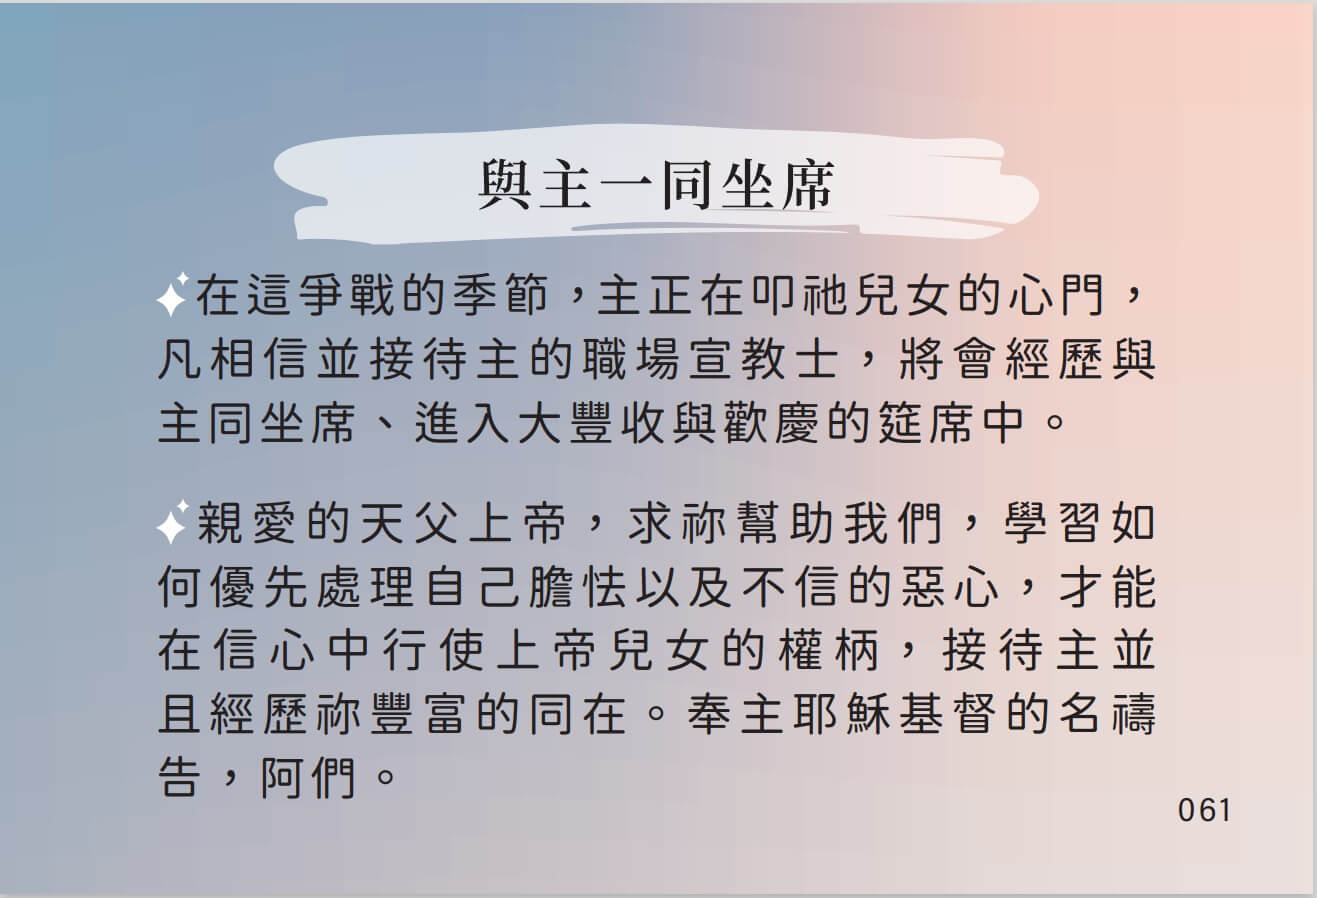 與主一同坐席
在這爭戰的季節，主正在叩祂兒女的心門，
凡相信並接待主的職場宣教士，將會經歷與
主同坐席、進入大豐收與歡慶的筵席中。
親愛的天父上帝，求祢幫助我們，學習如
何優先處理自己膽怯以及不信的惡心，才能
在信心中行使上帝兒女的權柄，接待主並
且經歷祢豐富的同在。奉主耶穌基督的名禱
告，阿們。
061